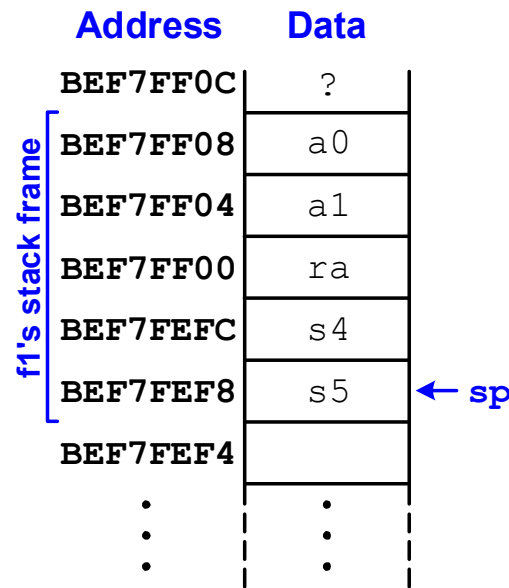 Address Data
BEF7FF0C ?
f1's stack frame
BEF7FF08 a0
BEF7FF04 a1
BEF7FF00 ra
BEF7FEFC s4
BEF7FEF8 s5 sp
BEF7FEF4